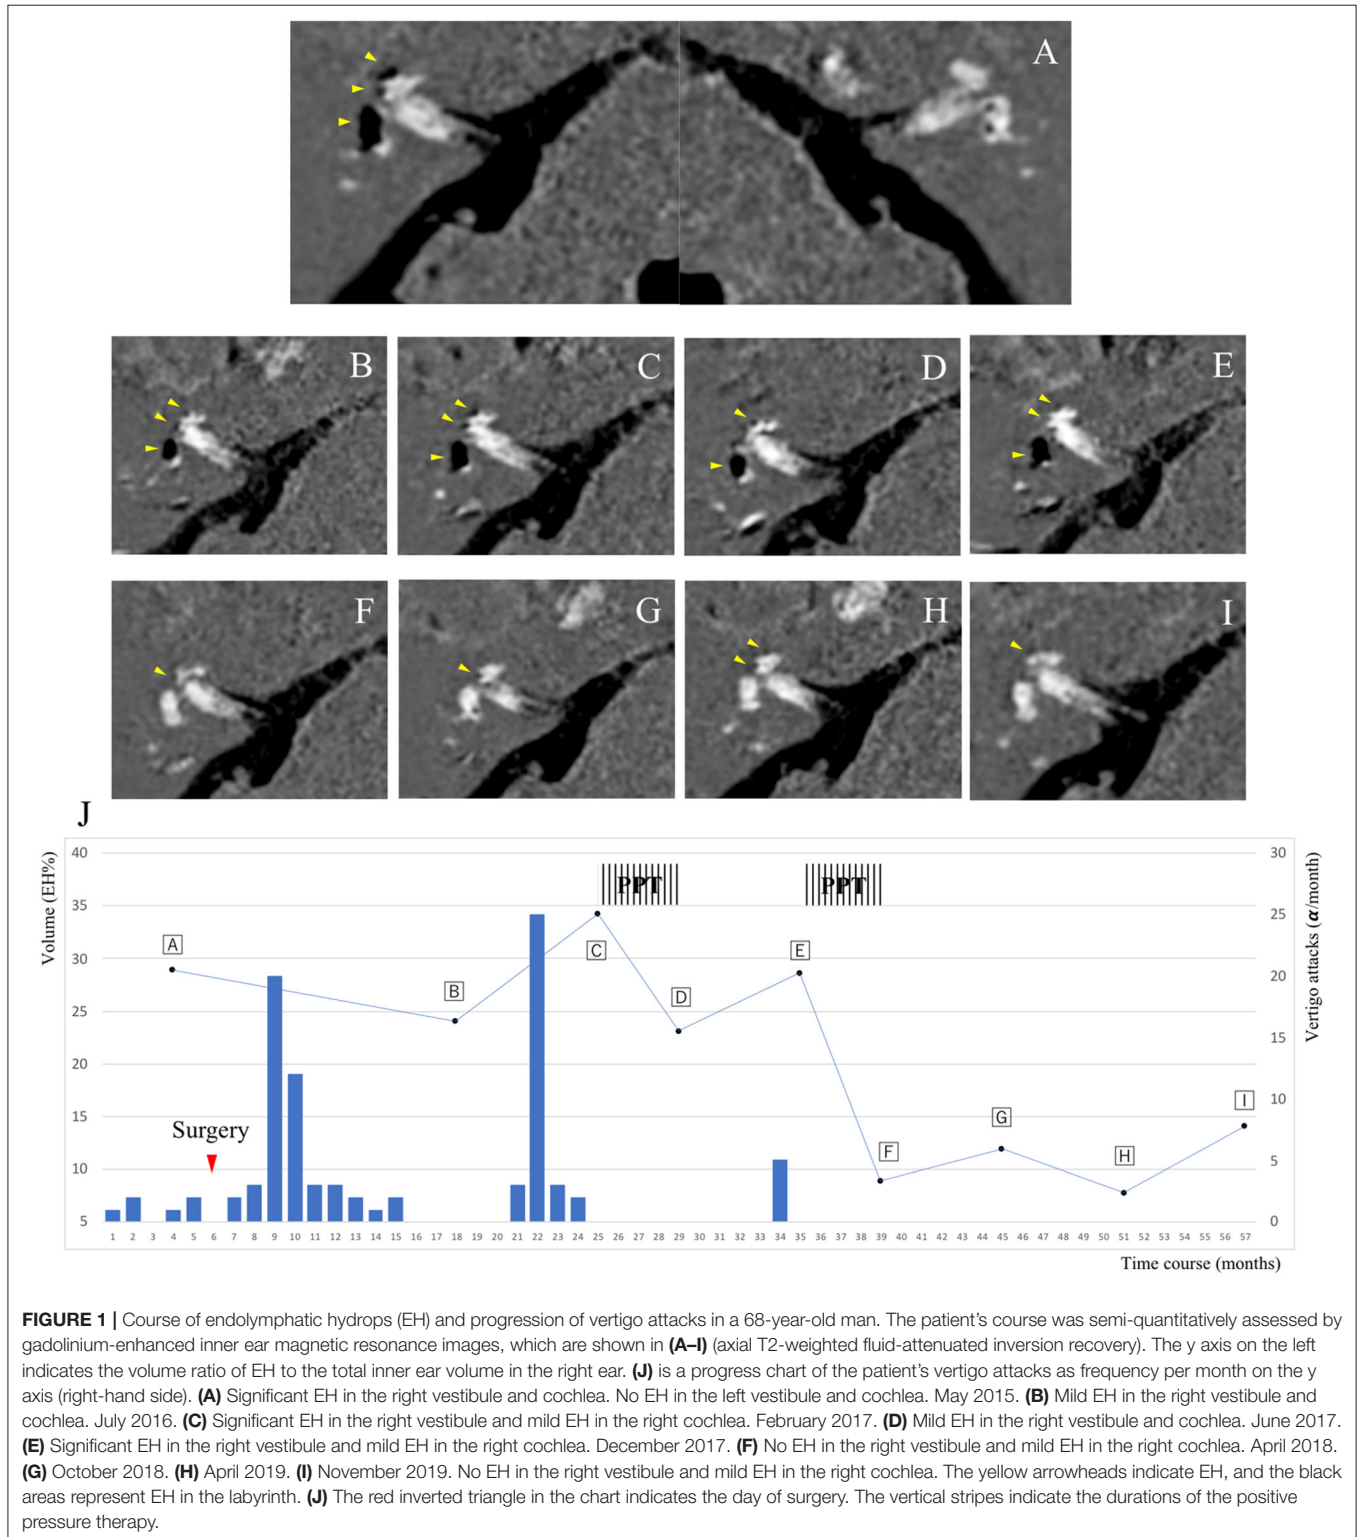 A
B
C
D
E
F
G
H
I
J
40
35
30
25
20
15
10
5
Volume (EH%)
30
25
20
15
10
5
0
Vertigo attacks (α/month)
PPT
PPT
A
B
C
D
E
F
G
H
I
Surgery
1 2 3 4 5 6 7 8 9 10 11 12 13 14 15 16 17 18 19 20 21 22 23 24 25 26 27 28 29 30 31 32 33 34 35 36 37 38 39 40 41 42 43 44 45 46 47 48 49 50 51 52 53 54 55 56 57
Time course (months)
FIGURE 1 | Course of endolymphatic hydrops (EH) and progression of vertigo attacks in a 68-year-old man. The patient's course was semi-quantitatively assessed by
gadolinium-enhanced inner ear magnetic resonance images, which are shown in (A–I) (axial T2-weighted fluid-attenuated inversion recovery). The y axis on the left
indicates the volume ratio of EH to the total inner ear volume in the right ear. (J) is a progress chart of the patient's vertigo attacks as frequency per month on the y
axis (right-hand side). (A) Significant EH in the right vestibule and cochlea. No EH in the left vestibule and cochlea. May 2015. (B) Mild EH in the right vestibule and
cochlea. July 2016. (C) Significant EH in the right vestibule and mild EH in the right cochlea. February 2017. (D) Mild EH in the right vestibule and cochlea. June 2017.
(E) Significant EH in the right vestibule and mild EH in the right cochlea. December 2017. (F) No EH in the right vestibule and mild EH in the right cochlea. April 2018.
(G) October 2018. (H) April 2019. (I) November 2019. No EH in the right vestibule and mild EH in the right cochlea. The yellow arrowheads indicate EH, and the black
areas represent EH in the labyrinth. (J) The red inverted triangle in the chart indicates the day of surgery. The vertical stripes indicate the durations of the positive
pressure therapy.